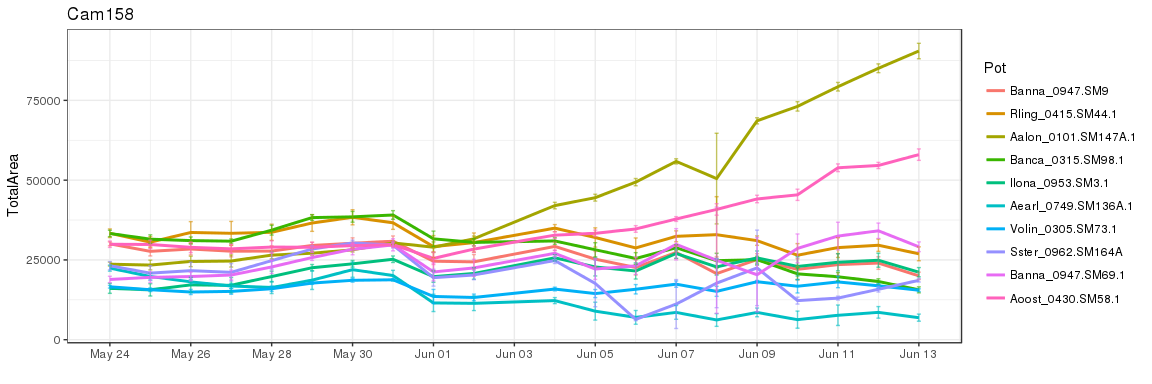 Cam158
TotalArea
75000
50000
25000
0
May 24
May 26
May 28
May 30
Jun 01
Jun 03
Jun 05
Jun 07
Jun 09
Jun 11
Jun 13
Pot
Banna_0947.SM9
Rling_0415.SM44.1
Aalon_0101.SM147A.1
Banca_0315.SM98.1
Ilona_0953.SM3.1
Aearl_0749.SM136A.1
Volin_0305.SM73.1
Sster_0962.SM164A
Banna_0947.SM69.1
Aoost_0430.SM58.1